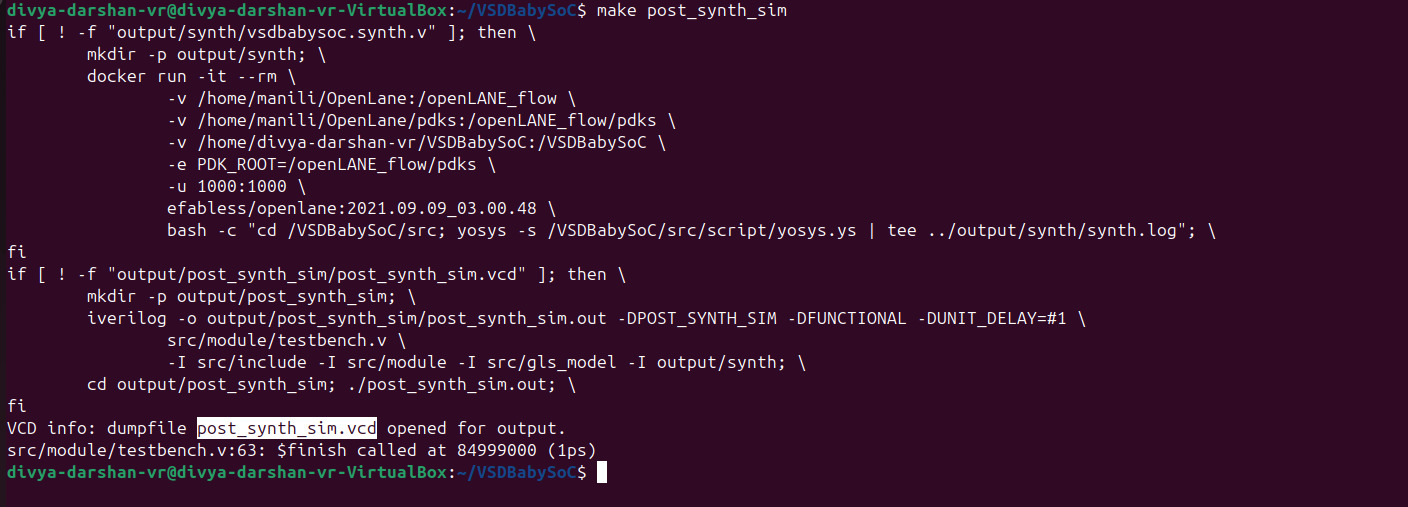 divya-darshan-vr@divya-darshan-vr-VirtualBox:~/VSDBabySoC$ make post_synth_sim
if [ ! -f "output/synth/vsdbabysoc.synth.v" ]; then \
        mkdir -p output/synth; \
        docker run -it --rm \
                -v /home/manili/OpenLane:/openLANE_flow \
                -v /home/manili/OpenLane/pdks:/openLANE_flow/pdks \
                -v /home/divya-darshan-vr/VSDBabySoC:/VSDBabySoC \
                -e PDK_ROOT=/openLANE_flow/pdks \
                -u 1000:1000 \
                efabless/openlane:2021.09.09_03.00.48 \
                bash -c "cd /VSDBabySoC/src; yosys -s /VSDBabySoC/src/script/yosys.ys | tee ../output/synth/synth.log"; \
fi
if [ ! -f "output/post_synth_sim/post_synth_sim.vcd" ]; then \
        mkdir -p output/post_synth_sim; \
        iverilog -o output/post_synth_sim/post_synth_sim.out -DPOST_SYNTH_SIM -DFUNCTIONAL -DUNIT_DELAY=#1 \
                src/module/testbench.v \
                -I src/include -I src/module -I src/gls_model -I output/synth; \
        cd output/post_synth_sim; ./post_synth_sim.out; \
fi
VCD info: dumpfile post_synth_sim.vcd opened for output.
src/module/testbench.v:63: $finish called at 84999000 (1ps)
divya-darshan-vr@divya-darshan-vr-VirtualBox:~/VSDBabySoC$